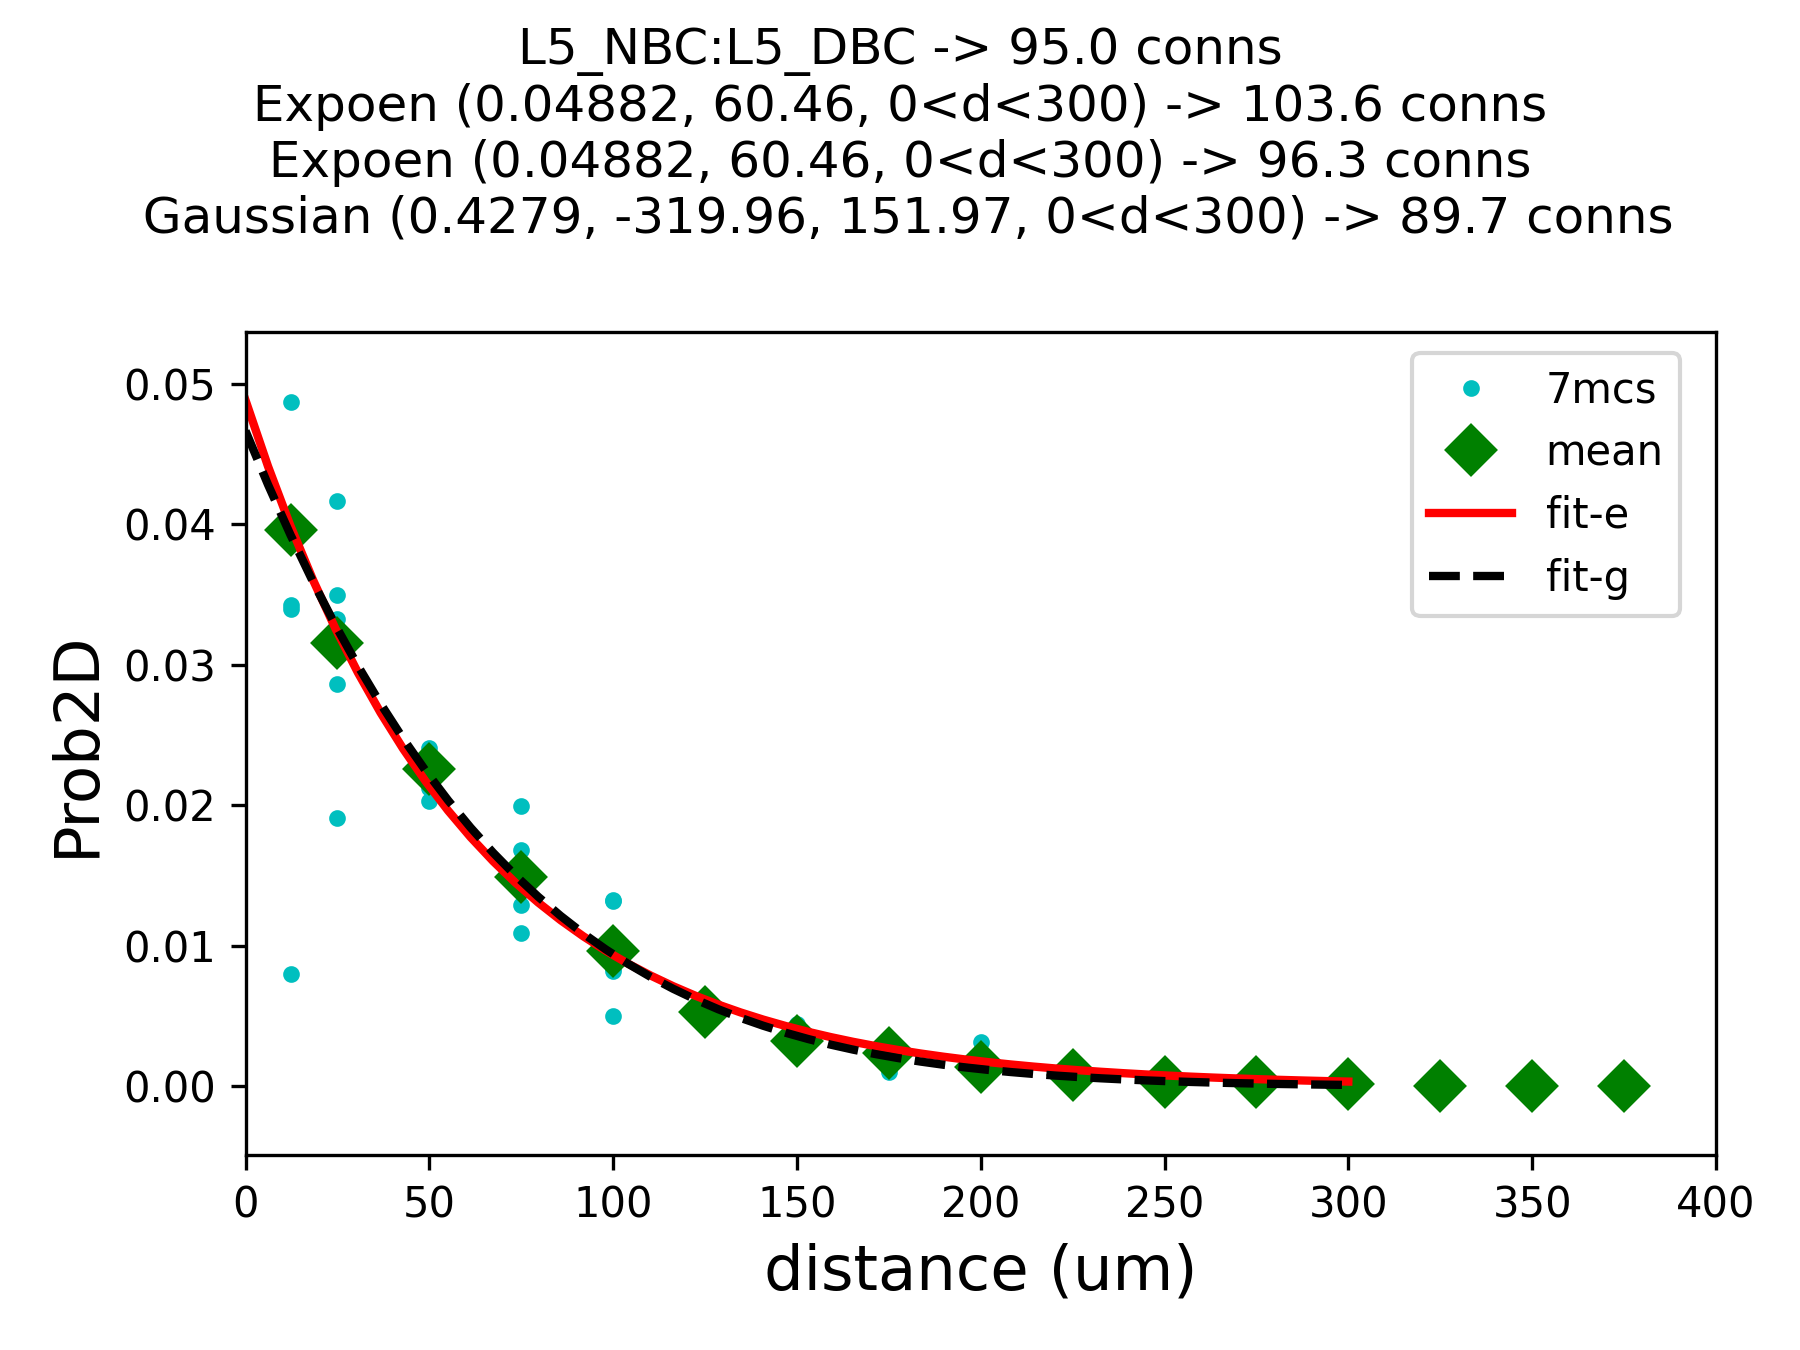 L5_NBC:L5_DBC -> 95.0 conns
Expoen (0.04882, 60.46, 0<d<300) -> 103.6 conns
Expoen (0.04882, 60.46, 0<d<300) -> 96.3 conns
Gaussian (0.4279, -319.96, 151.97, 0<d<300) -> 89.7 conns
7mcs
mean
fit-e
fit-g
Prob2D
0.05
0.04
0.03
0.02
0.01
0.00
0 50 100 150 200 250 300 350 400
distance (um)